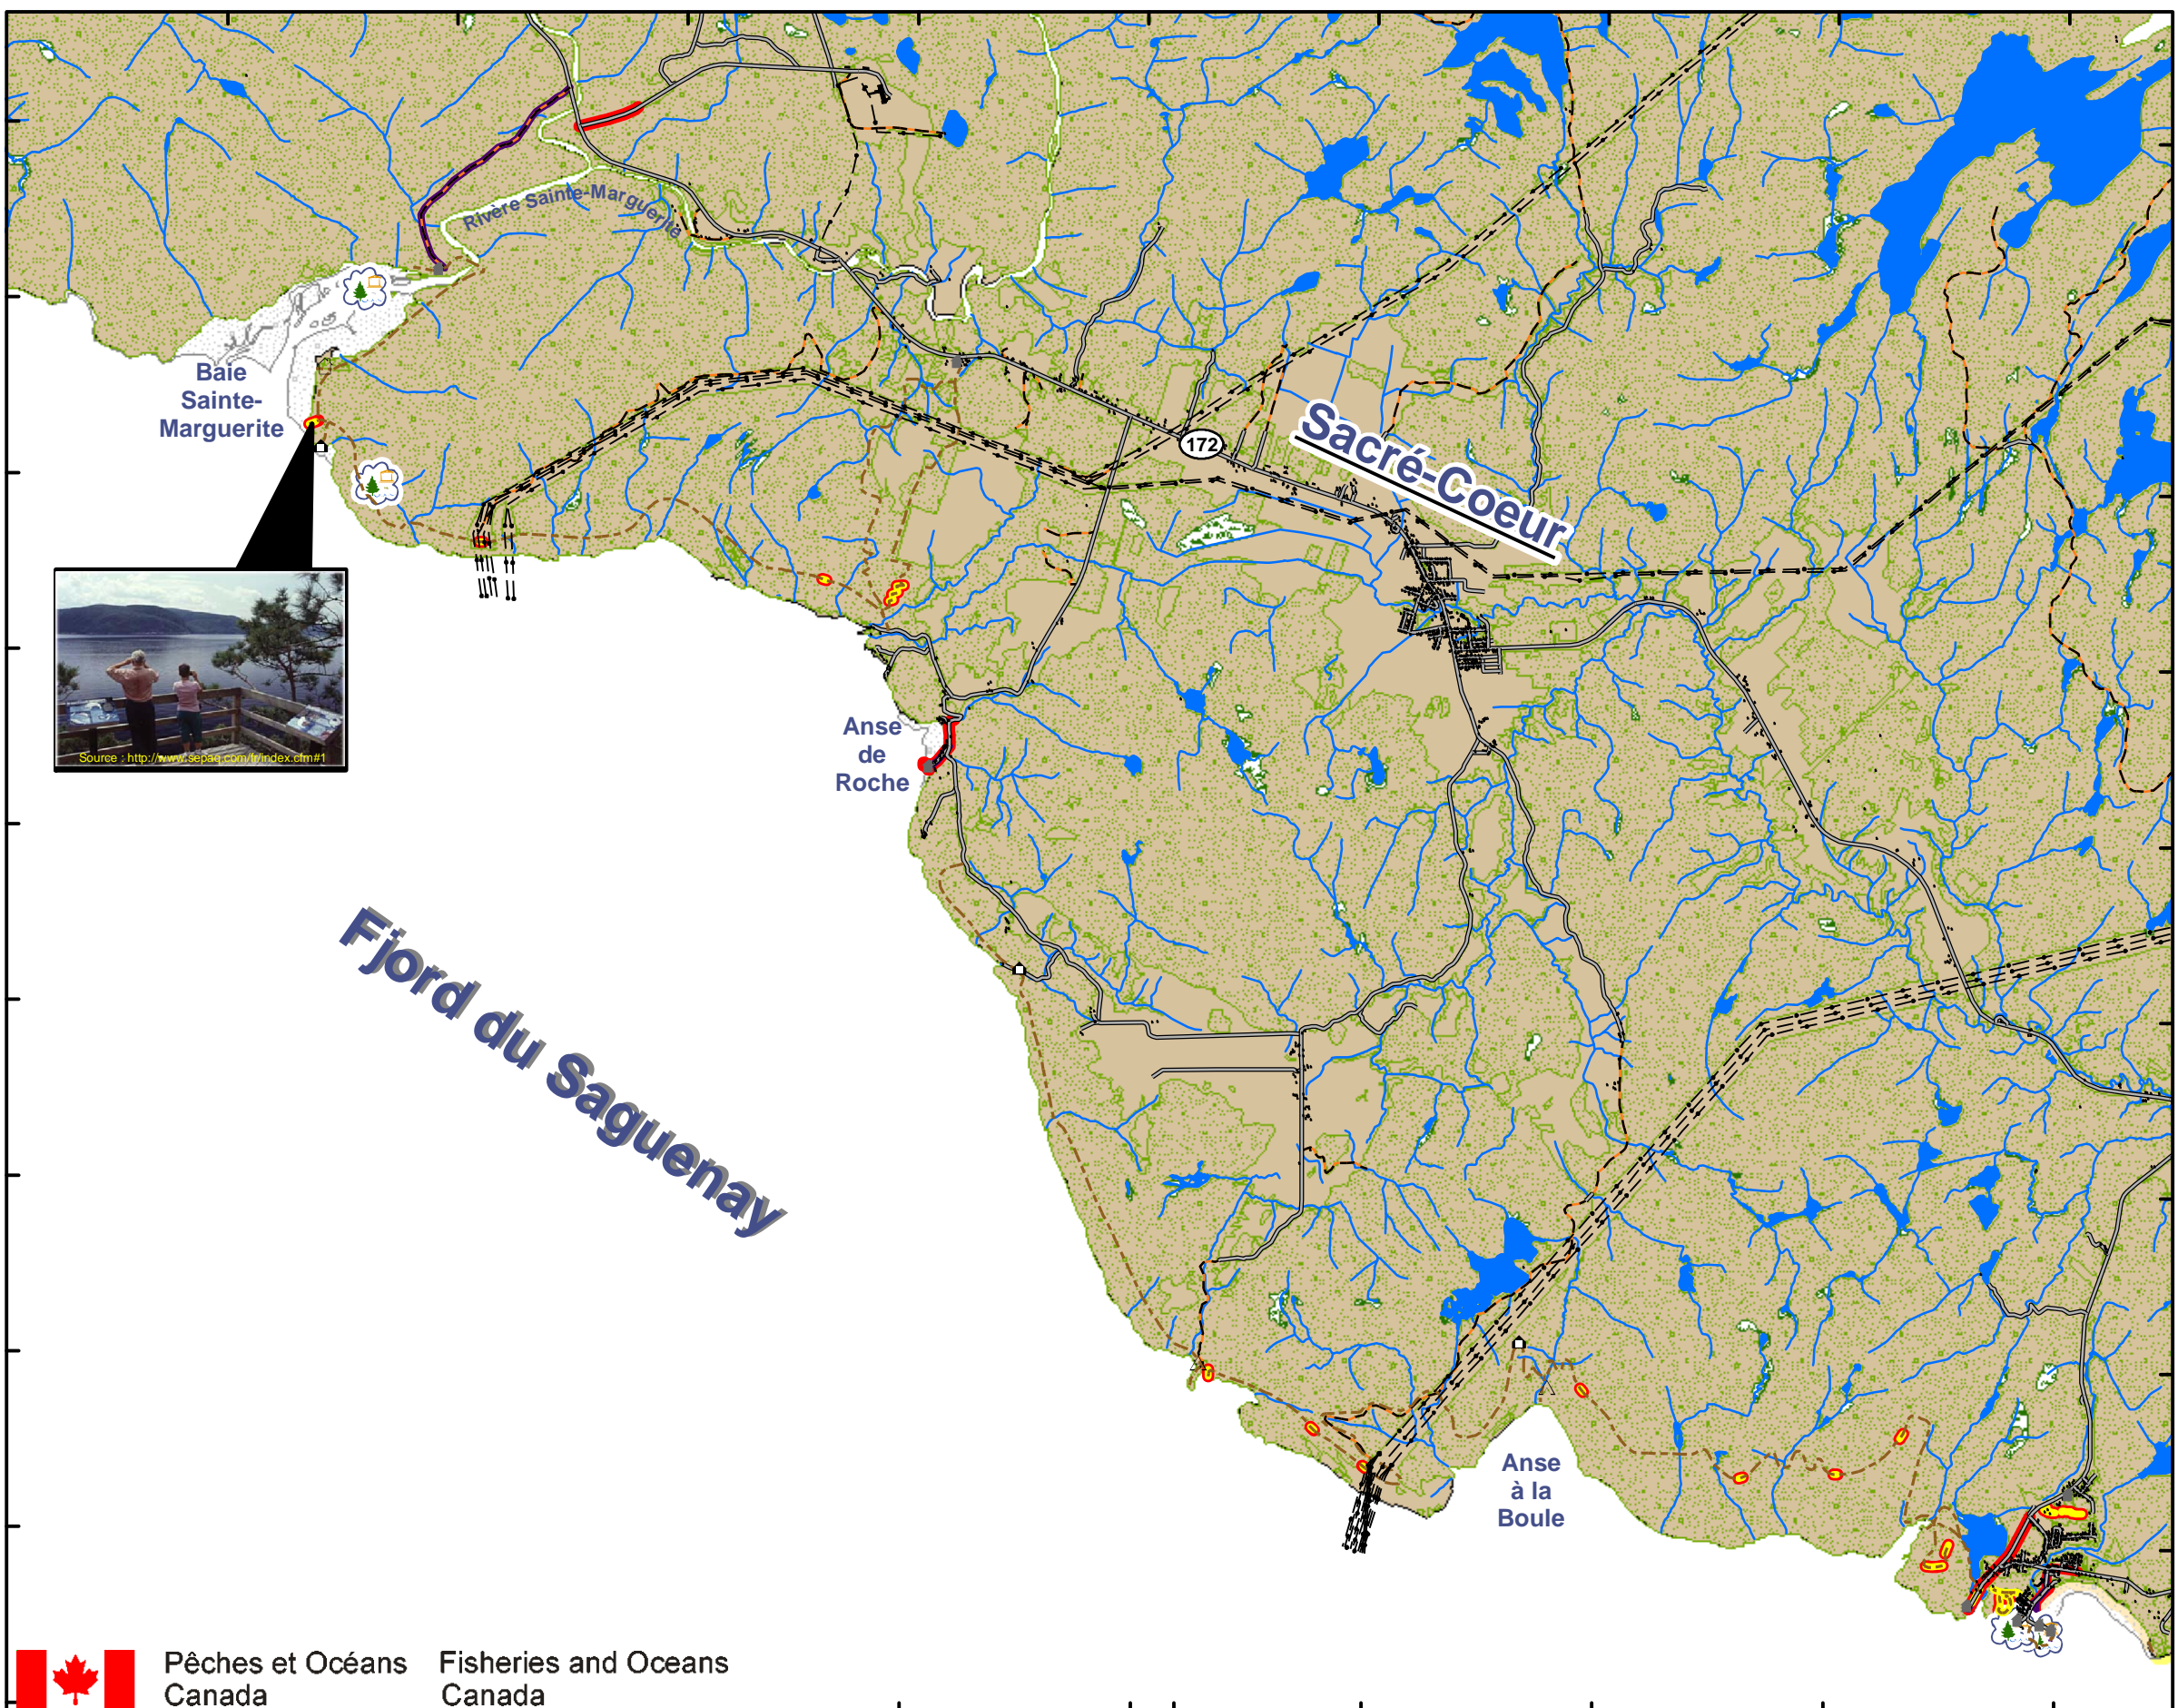 Rivère Sainte-Marguerite
Baie
Sainte-
Marguerite
172
Sacré-Coeur
Source : http://www.sepaq.com/fr/index.cfm#1
Anse
de
Roche
Fjord du Saguenay
Anse
à la
Boule
Pêches et Océans
Canada
Fisheries and Oceans
Canada